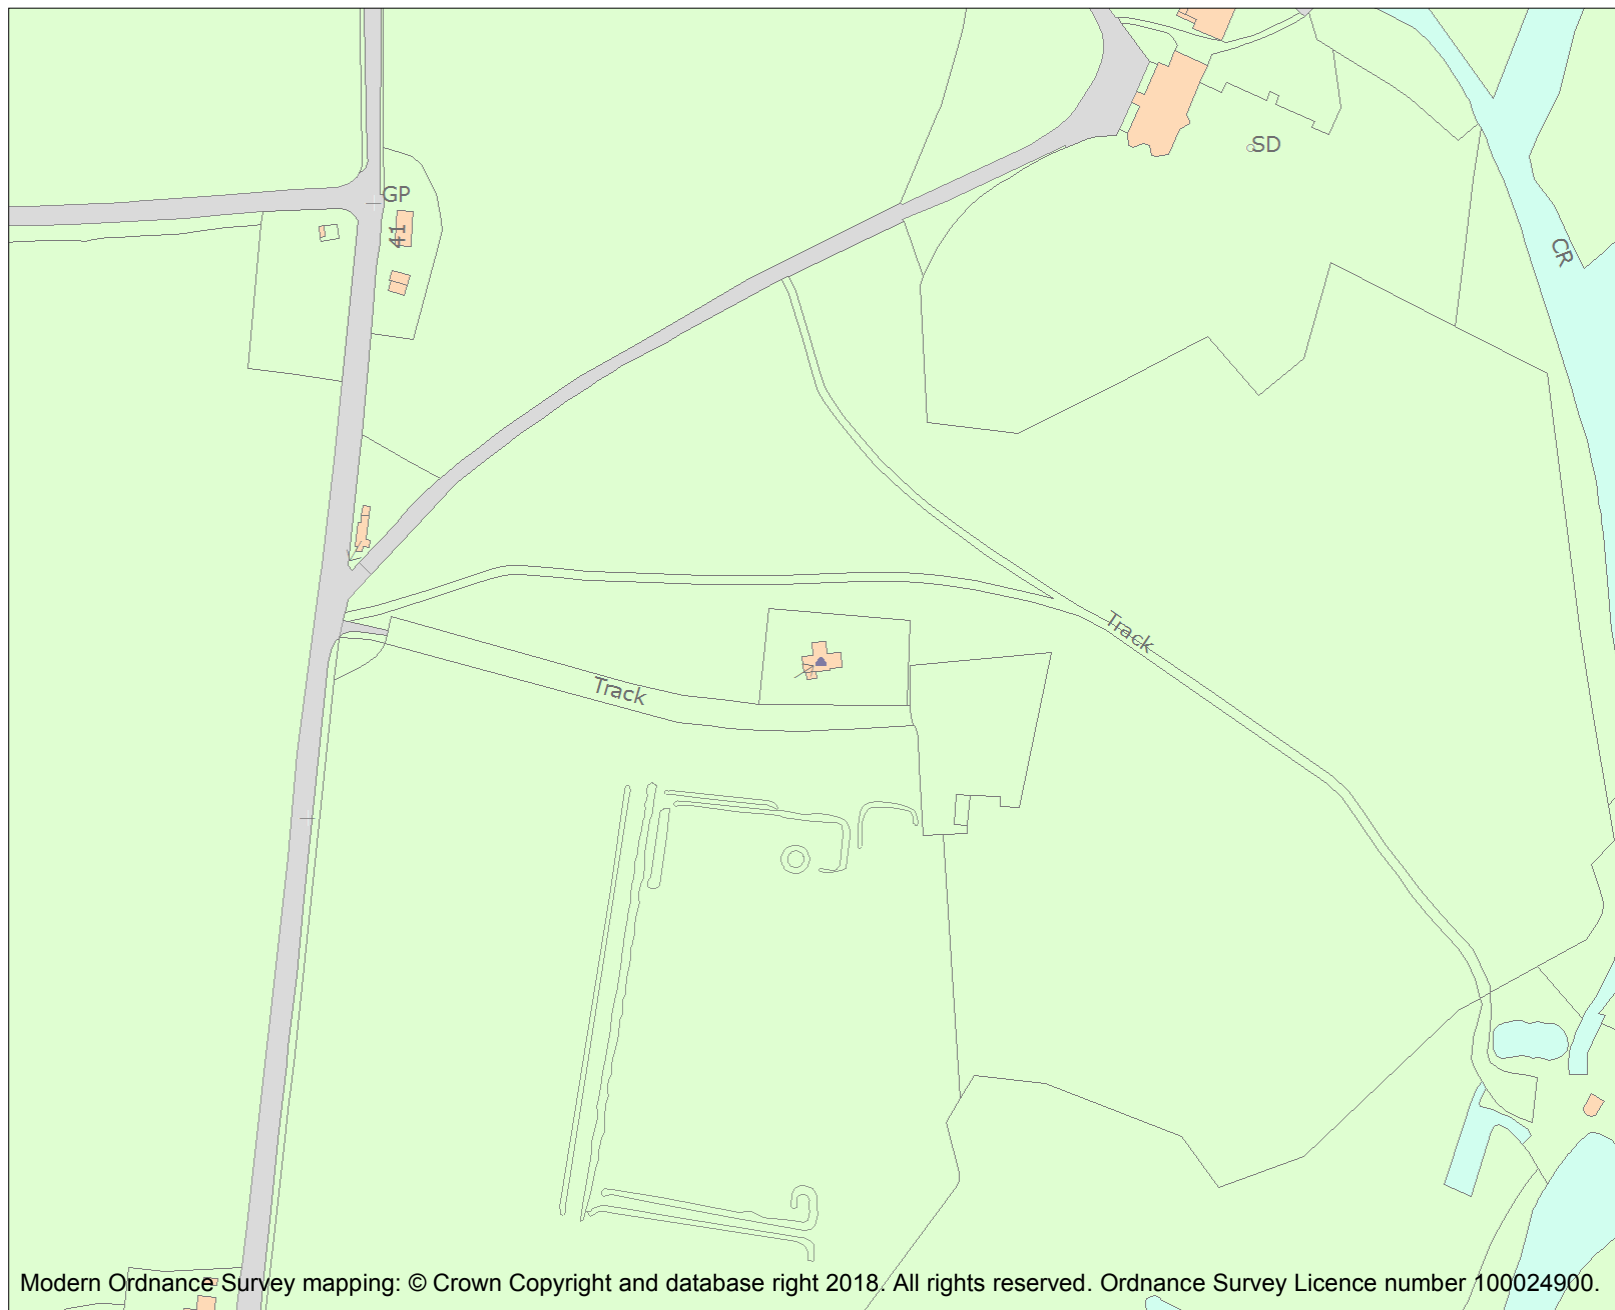 SD
GP
41
CR
Track
Track
Modern Ordnance Survey mapping: © Crown Copyright and database right 2018. All rights reserved. Ordnance Survey Licence number 100024900.